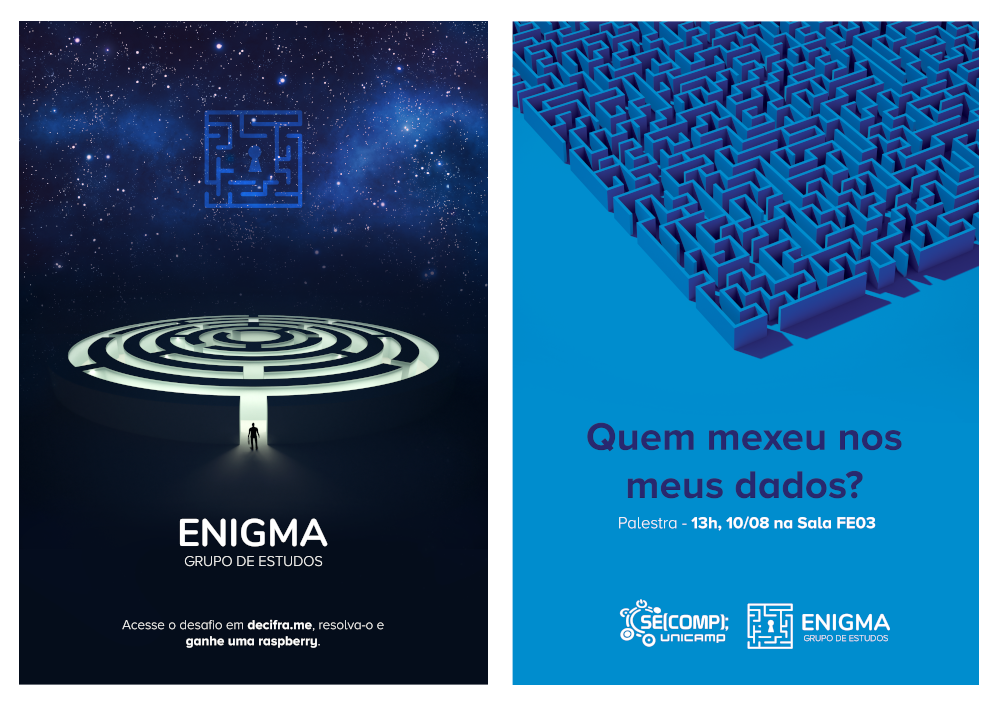 ENIGMA
GRUPO DE ESTUDOS
Acesse o desafio em decifra.me, resolva-o e
ganhe uma raspberry.
Quem mexeu nos
meus dados?
Palestra - 13h, 10/08 na Sala FE03
SE[COMP];
UNICAMP
ENIGMA
GRUPO DE ESTUDOS